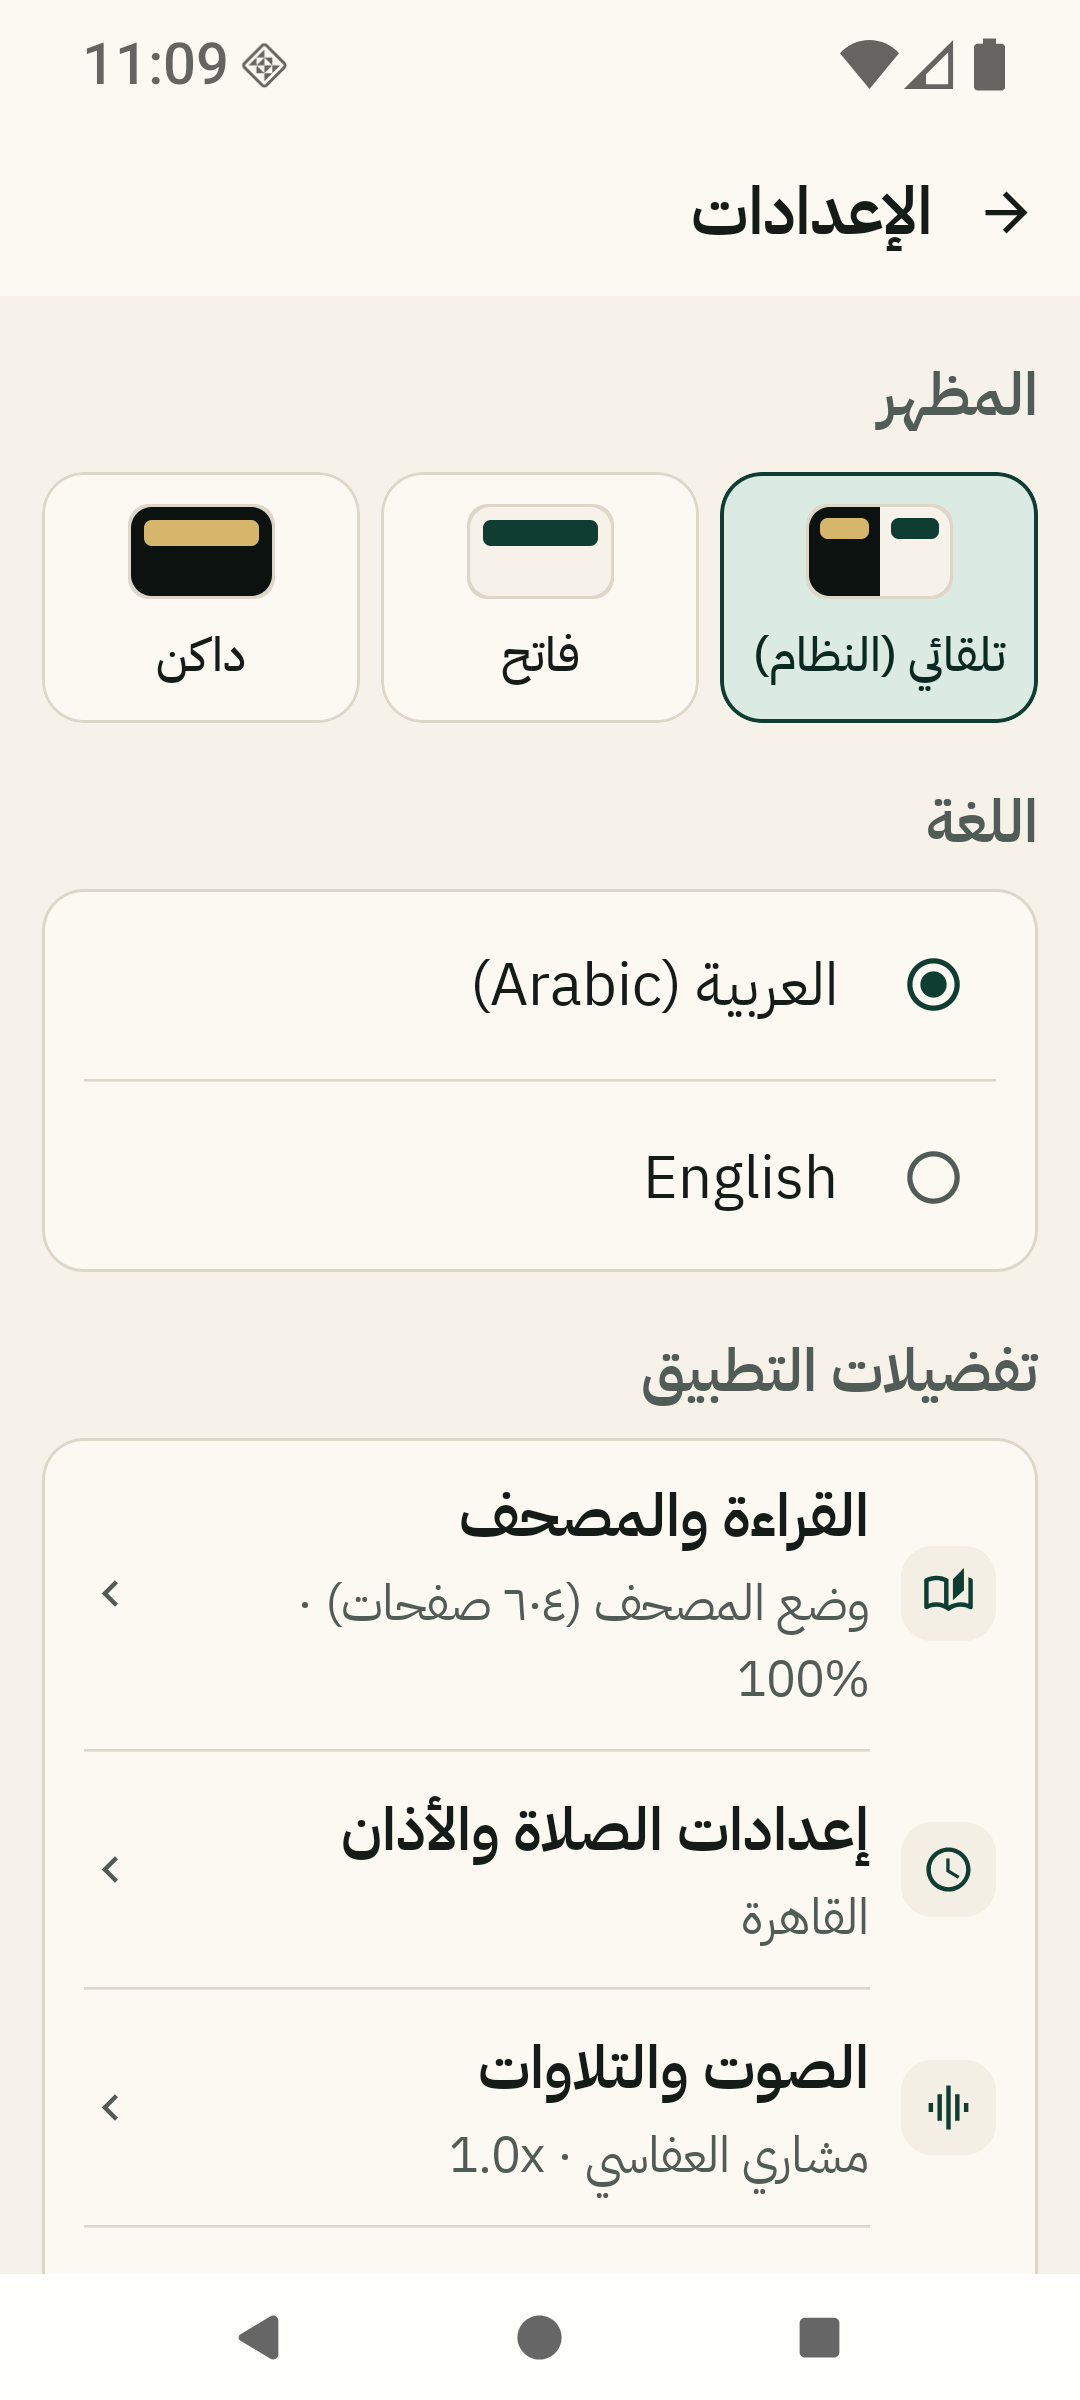 11:09
الإعدادات
المظهر
تلقائي (النظام)
فاتح
داكن
اللغة
العربية (Arabic)
English
تفضيلات التطبيق
القراءة والمصحف
وضع المصحف (٦٠٤ صفحات) ·
100%
إعدادات الصلاة والأذان
القاهرة
الصوت والتلاوات
مشاري العفاسي · 1.0x